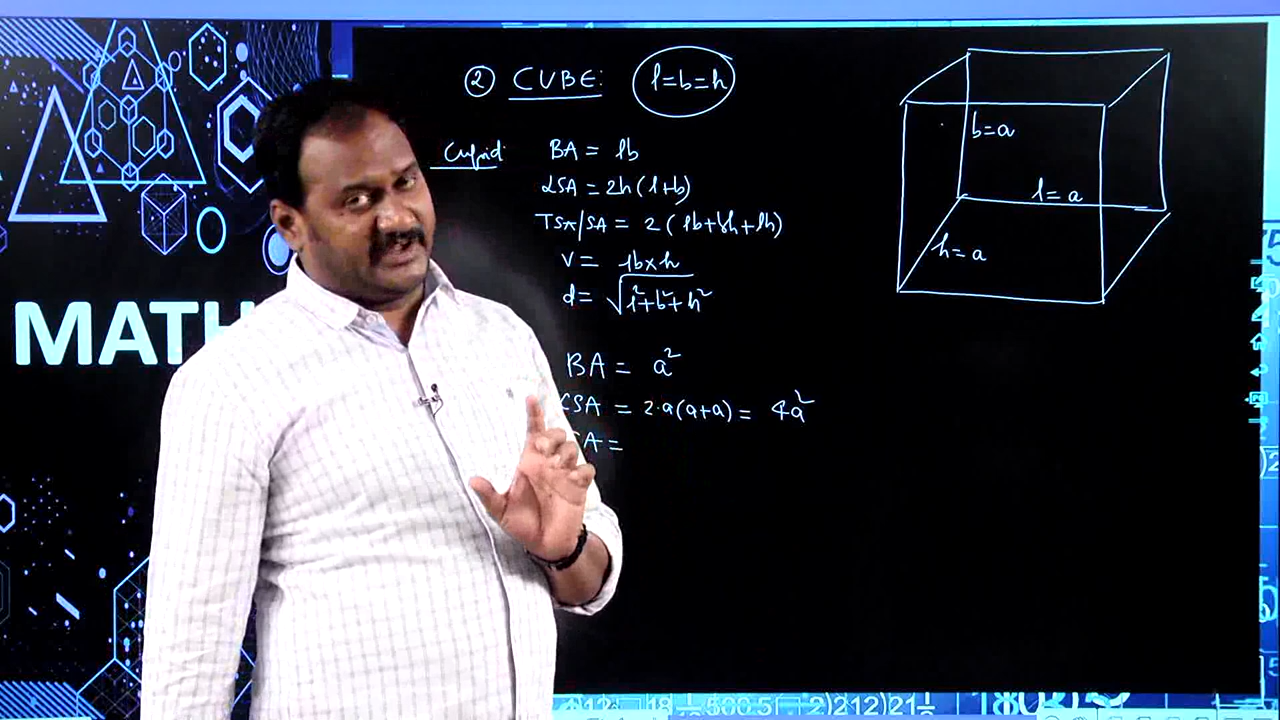 ② CUBE: l=b=h
Cuboid: BA = lb
LSA = 2h(l+b)
TSA/SA = 2(lb+bh+lh)
V = lb×h
d = √l²+b²+h²
BA = a²
LSA = 2·a(a+a) = 4a²
SA =
b=a
l=a
h=a
MATH